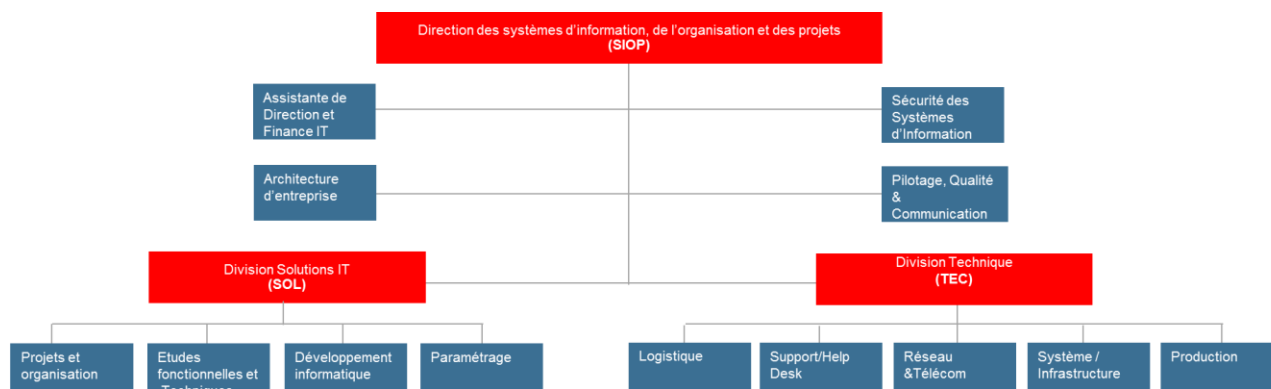 Direction des systèmes d'information, de l'organisation et des projets
(SIOP)
Assistante de
Direction et
Finance IT
Sécurité des
Systèmes
d'Information
Architecture
d'entreprise
Pilotage, Qualité
&
Communication
Division Solutions IT
(SOL)
Division Technique
(TEC)
Projets et
organisation
Etudes
fonctionnelles et
Techniques
Développement
informatique
Paramétrage
Logistique
Support/Help
Desk
Réseau
&Télécom
Système /
Infrastructure
Production